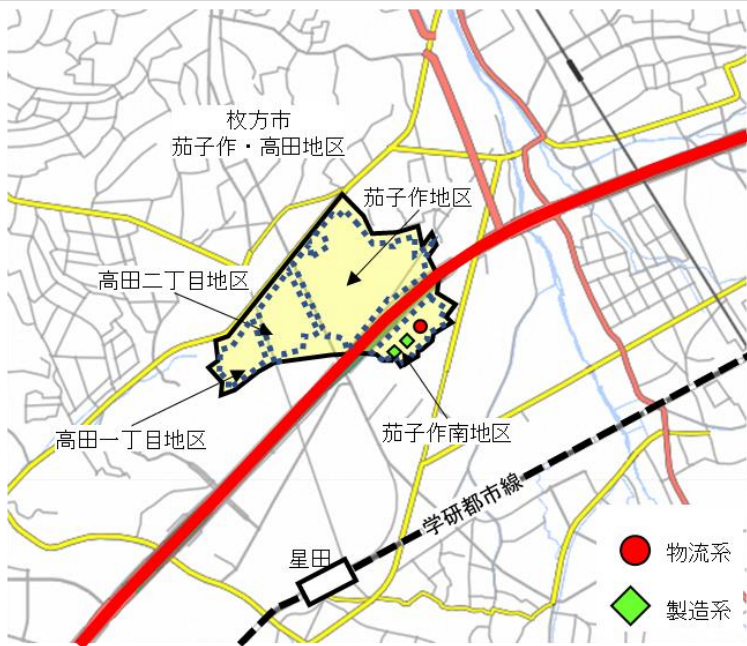 枚方市
茄子作・高田地区
茄子作地区
高田二丁目地区
高田一丁目地区
茄子作南地区
学研都市線
星田
物流系
製造系